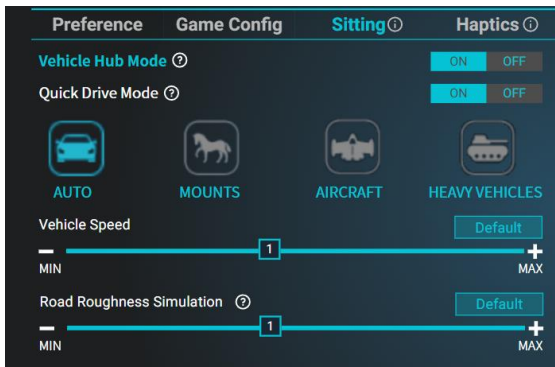 Preference Game Config Sitting Haptics
Vehicle Hub Mode ON OFF
Quick Drive Mode ON OFF
AUTO MOUNTS AIRCRAFT HEAVY VEHICLES
Vehicle Speed Default
1
MIN MAX
Road Roughness Simulation Default
1
MIN MAX